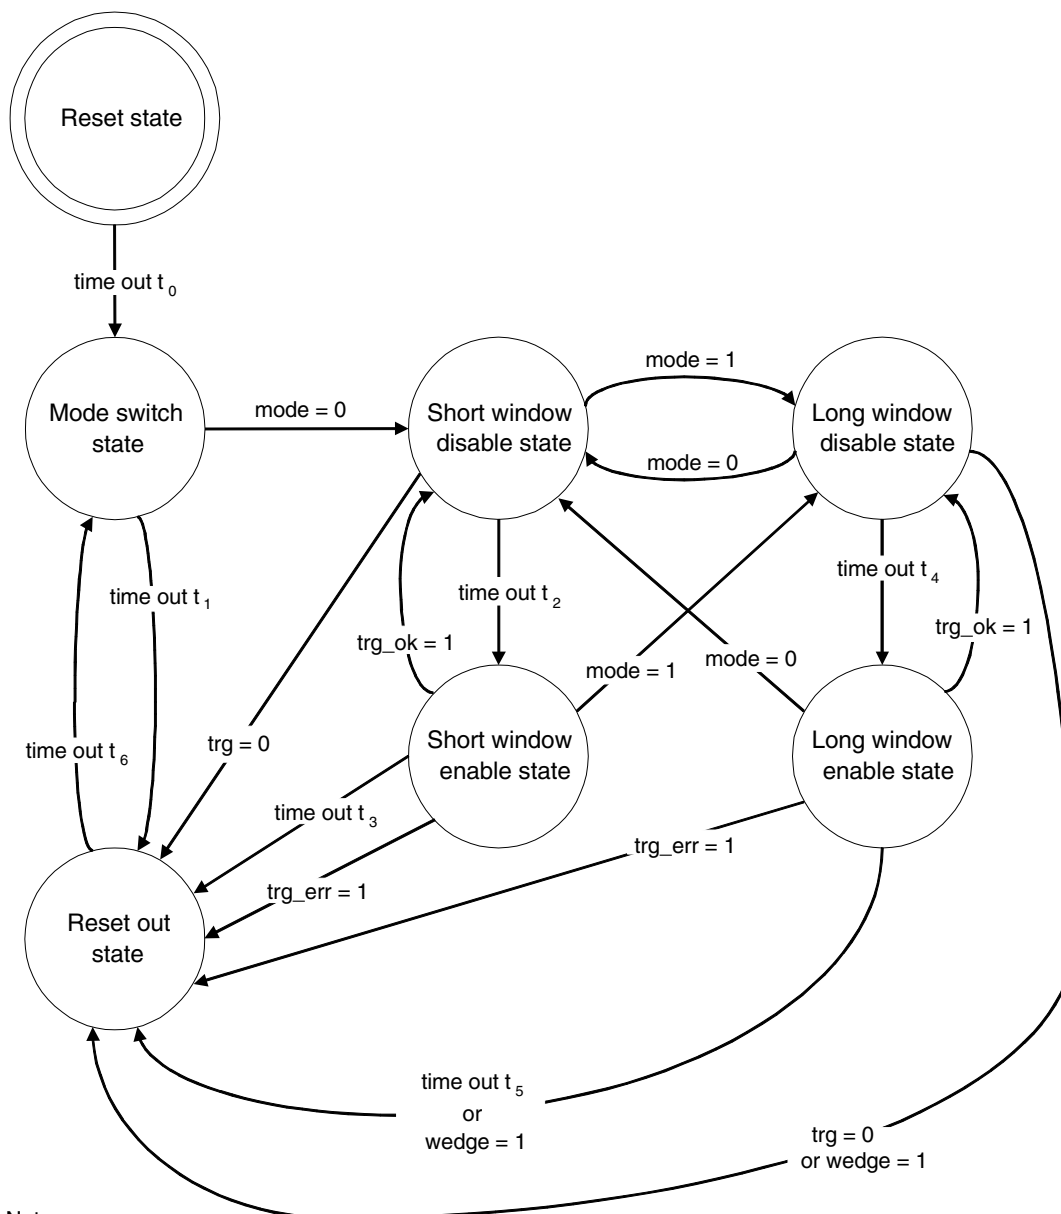 Reset state
time out t 0
mode = 1
Mode switch
state
mode = 0
Short window
disable state
Long window
disable state
mode = 0
time out t 1
time out t 2
time out t 4
trg_ok = 1
trg_ok = 1
mode = 1
mode = 0
time out t 6
trg = 0
Short window
enable state
Long window
enable state
time out t 3
trg_err = 1
trg_err = 1
Reset out
state
time out t 5
or
wedge = 1
trg = 0
or wedge = 1